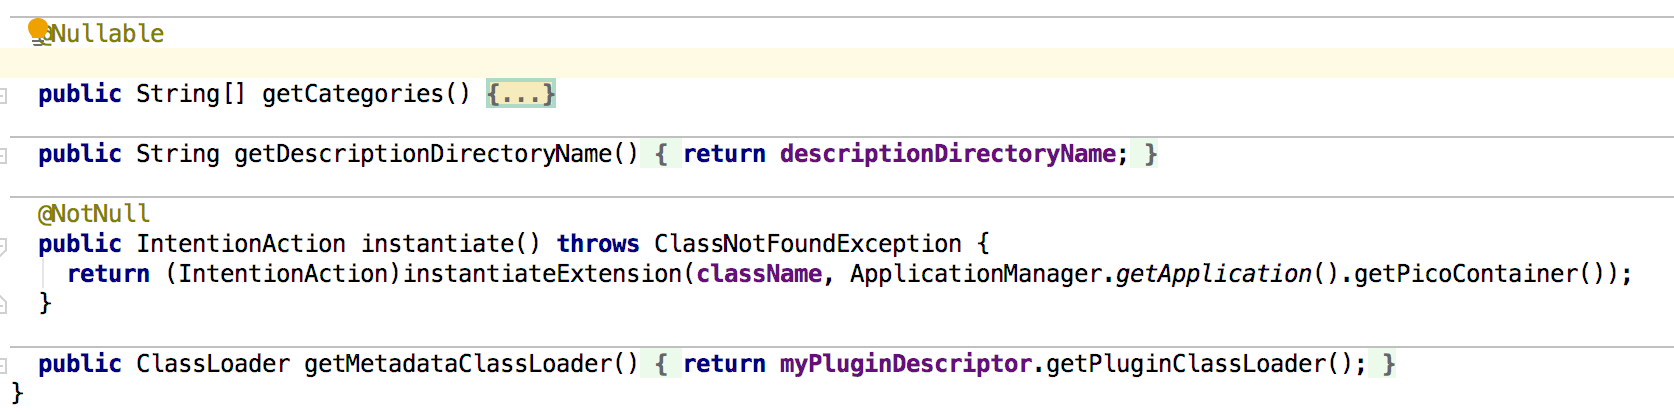 @Nullable
public String[] getCategories() {...}
public String getDescriptionDirectoryName() { return descriptionDirectoryName; }
@NotNull
public IntentionAction instantiate() throws ClassNotFoundException {
return (IntentionAction)instantiateExtension(className, ApplicationManager.getApplication().getPicoContainer());
}
public ClassLoader getMetadataClassLoader() { return myPluginDescriptor.getPluginClassLoader(); }
}